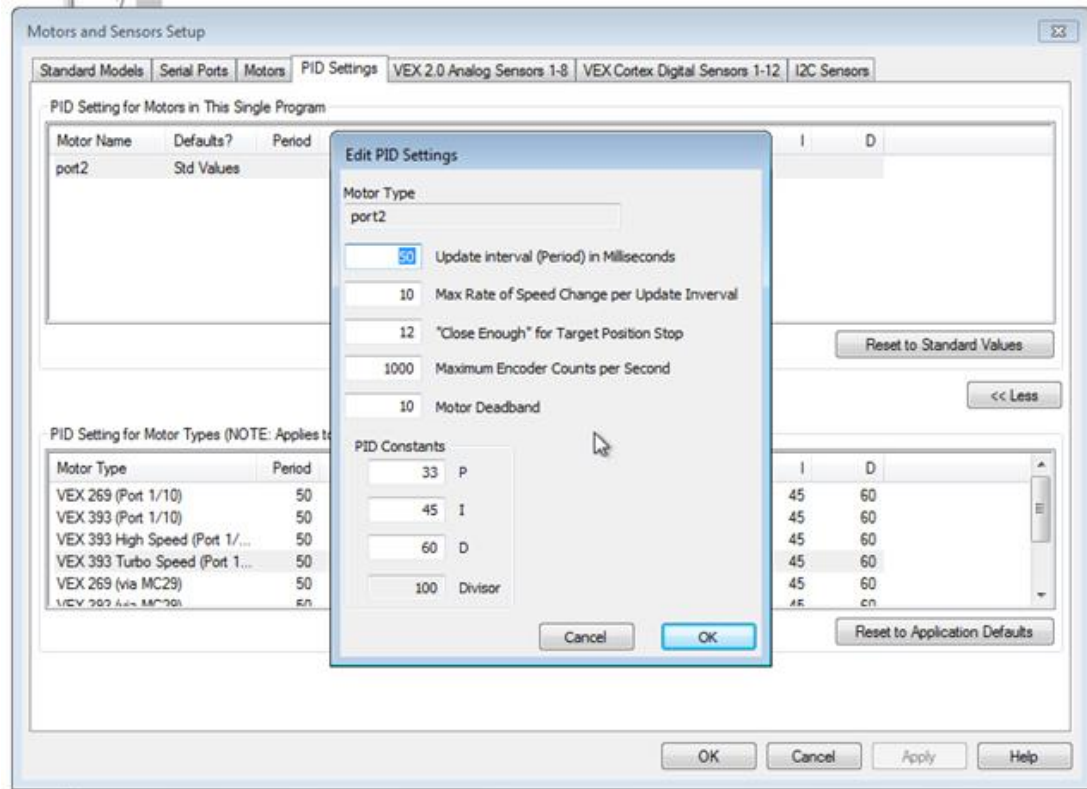 Motors and Sensors Setup
Standard Models Serial Ports Motors PID Settings VEX 2.0 Analog Sensors 1-8 VEX Cortex Digital Sensors 1-12 I2C Sensors
PID Setting for Motors in This Single Program
Motor Name Defaults? Period I D
port2 Std Values
Reset to Standard Values
<< Less
PID Setting for Motor Types (NOTE: Applies to
Motor Type Period I D
VEX 269 (Port 1/10) 50 45 60
VEX 393 (Port 1/10) 50 45 60
VEX 393 High Speed (Port 1/... 50 45 60
VEX 393 Turbo Speed (Port 1... 50 45 60
VEX 269 (via MC29) 50 45 60
Reset to Application Defaults
Edit PID Settings
Motor Type
port2
50 Update interval (Period) in Milliseconds
10 Max Rate of Speed Change per Update Inverval
12 "Close Enough" for Target Position Stop
1000 Maximum Encoder Counts per Second
10 Motor Deadband
PID Constants
33 P
45 I
60 D
100 Divisor
Cancel OK
OK Cancel Apply Help